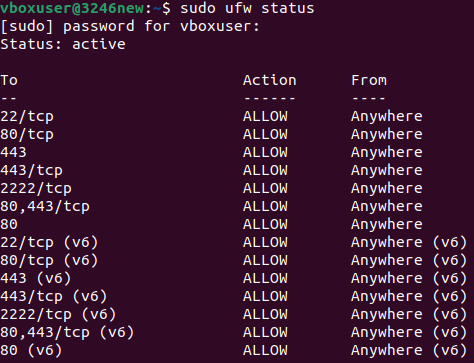 vboxuser@3246new:~$ sudo ufw status
[sudo] password for vboxuser:
Status: active
To Action From
-- ------ ----
22/tcp ALLOW Anywhere
80/tcp ALLOW Anywhere
443 ALLOW Anywhere
443/tcp ALLOW Anywhere
2222/tcp ALLOW Anywhere
80,443/tcp ALLOW Anywhere
80 ALLOW Anywhere
22/tcp (v6) ALLOW Anywhere (v6)
80/tcp (v6) ALLOW Anywhere (v6)
443 (v6) ALLOW Anywhere (v6)
443/tcp (v6) ALLOW Anywhere (v6)
2222/tcp (v6) ALLOW Anywhere (v6)
80,443/tcp (v6) ALLOW Anywhere (v6)
80 (v6) ALLOW Anywhere (v6)